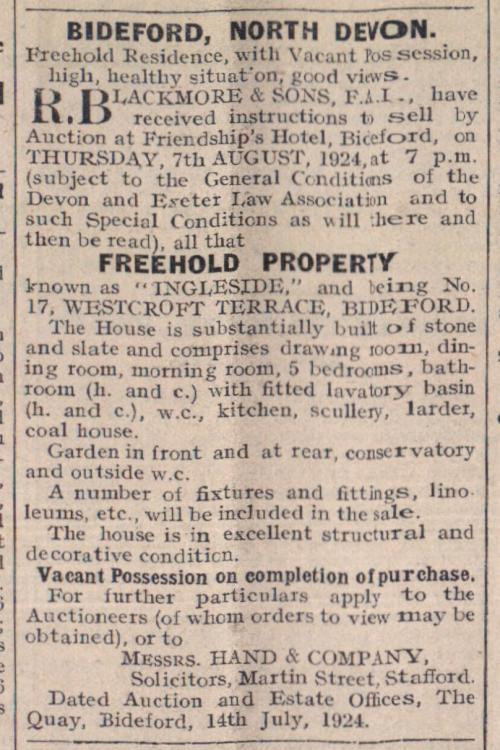 BIDEFORD, NORTH DEVON.
Freehold Residence, with Vacant Possession,
high, healthy situation, good views.
R. BLACKMORE & SONS, F.A.I., have
received instructions to sell by
Auction at Friendship's Hotel, Bideford, on
THURSDAY, 7th AUGUST, 1924, at 7 p.m.
(subject to the General Conditions of the
Devon and Exeter Law Association and to
such Special Conditions as will there and
then be read), all that
FREEHOLD PROPERTY
known as "INGLESIDE," and being No.
17, WESTCROFT TERRACE, BIDEFORD.
The House is substantially built of stone
and slate and comprises drawing room, din-
ing room, morning room, 5 bedrooms, bath-
room (h. and c.) with fitted lavatory basin
(h. and c.), w.c., kitchen, scullery, larder,
coal house.
Garden in front and at rear, conservatory
and outside w.c.
A number of fixtures and fittings, lino-
leums, etc., will be included in the sale.
The house is in excellent structural and
decorative condition.
Vacant Possession on completion of purchase.
For further particulars apply to the
Auctioneers (of whom orders to view may be
obtained), or to
MESSRS. HAND & COMPANY,
Solicitors, Martin Street, Stafford.
Dated Auction and Estate Offices, The
Quay, Bideford, 14th July, 1924.